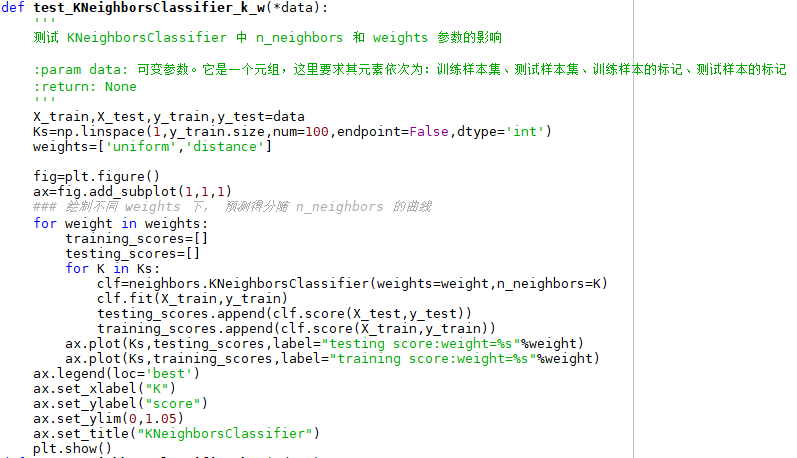 def test_KNeighborsClassifier_k_w(*data):
    '''
    测试 KNeighborsClassifier 中 n_neighbors 和 weights 参数的影响
    :param data: 可变参数。它是一个元组，这里要求其元素依次为：训练样本集、测试样本集、训练样本的标记、测试样本的标记
    :return: None
    '''
    X_train,X_test,y_train,y_test=data
    Ks=np.linspace(1,y_train.size,num=100,endpoint=False,dtype='int')
    weights=['uniform','distance']
    fig=plt.figure()
    ax=fig.add_subplot(1,1,1)
    ### 绘制不同 weights 下， 预测得分随 n_neighbors 的曲线
    for weight in weights:
        training_scores=[]
        testing_scores=[]
        for K in Ks:
            clf=neighbors.KNeighborsClassifier(weights=weight,n_neighbors=K)
            clf.fit(X_train,y_train)
            testing_scores.append(clf.score(X_test,y_test))
            training_scores.append(clf.score(X_train,y_train))
        ax.plot(Ks,testing_scores,label="testing score:weight=%s"%weight)
        ax.plot(Ks,training_scores,label="training score:weight=%s"%weight)
    ax.legend(loc='best')
    ax.set_xlabel("K")
    ax.set_ylabel("score")
    ax.set_ylim(0,1.05)
    ax.set_title("KNeighborsClassifier")
    plt.show()